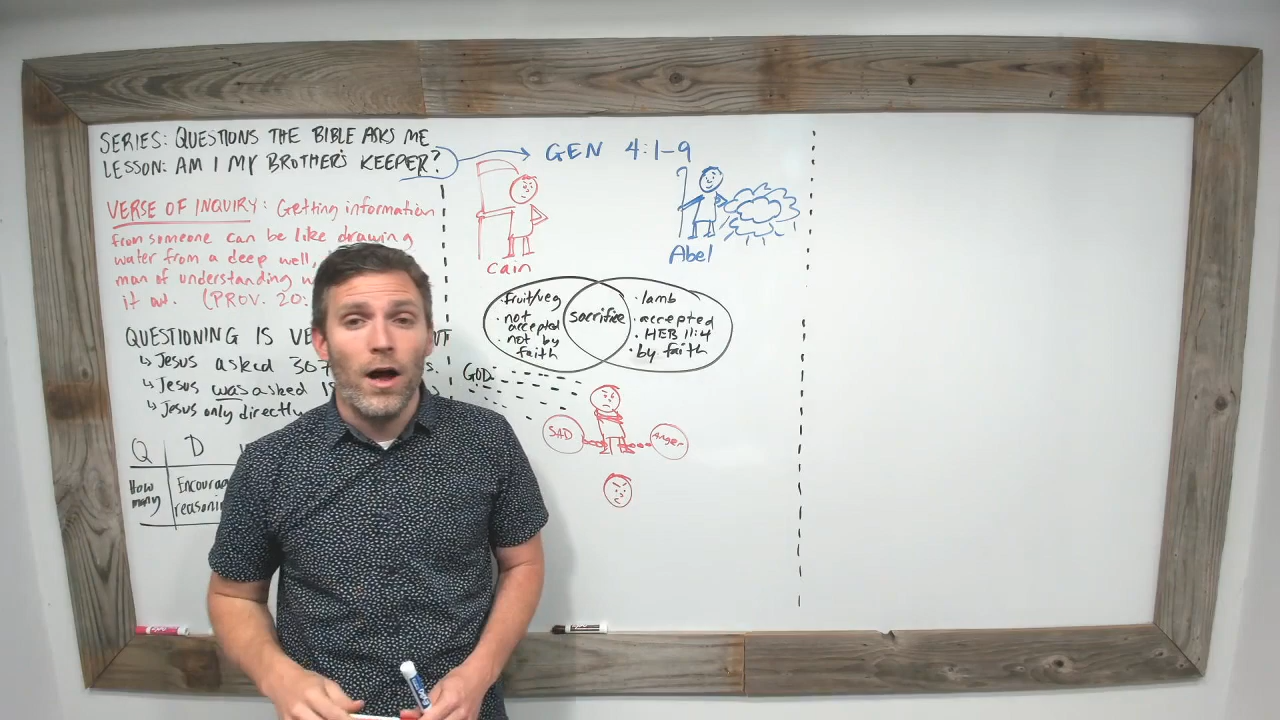 SERIES: QUESTIONS THE BIBLE ASKS ME
LESSON: AM I MY BROTHER'S KEEPER?
GEN 4:1-9
VERSE OF INQUIRY: Getting information
from someone can be like drawing
water from a deep well,
man of understanding
it out. (PROV. 20:
QUESTIONING IS
↳ Jesus asked 307
↳ Jesus was asked
↳ Jesus only directly
Q D
How many
Encourag
reasoni
Cain
Abel
• fruit/veg
• not accepted
• not by faith
sacrifice
• lamb
• accepted
• HEB 11:4
• by faith
GOD
SAD
Anger